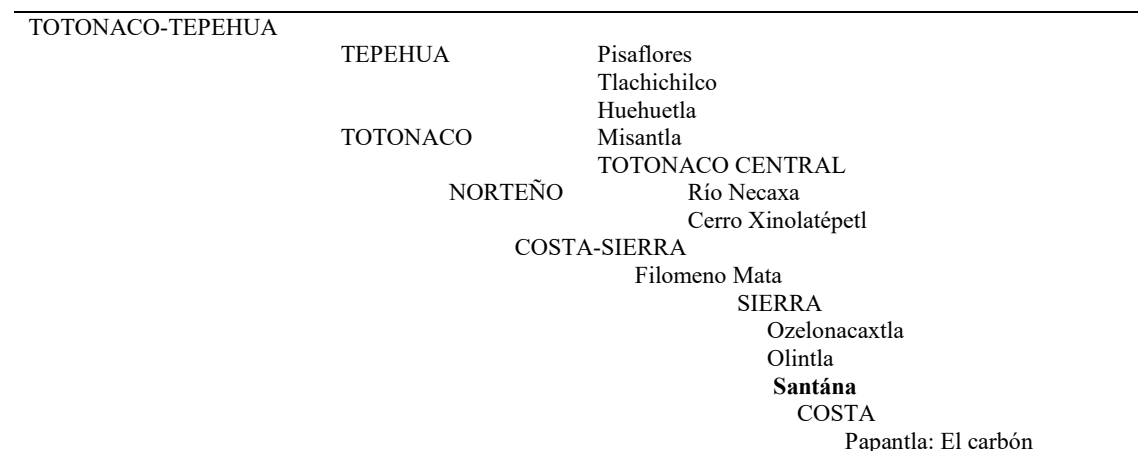 TOTONACO-TEPEHUA
TEPEHUA Pisaflores
Tlachichilco
Huehuetla
TOTONACO Misantla
TOTONACO CENTRAL
NORTEÑO Río Necaxa
Cerro Xinolatépetl
COSTA-SIERRA
Filomeno Mata
SIERRA
Ozelonacaxtla
Olintla
Santána
COSTA
Papantla: El carbón